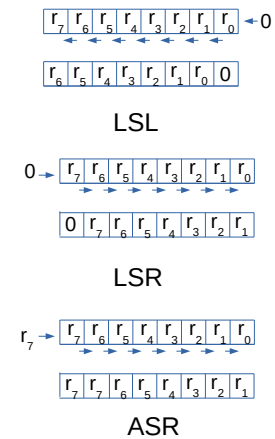 r₇ r₆ r₅ r₄ r₃ r₂ r₁ r₀ 0
r₆ r₅ r₄ r₃ r₂ r₁ r₀ 0
LSL
0 r₇ r₆ r₅ r₄ r₃ r₂ r₁ r₀
0 r₇ r₆ r₅ r₄ r₃ r₂ r₁
LSR
r₇ r₇ r₆ r₅ r₄ r₃ r₂ r₁ r₀
r₇ r₇ r₆ r₅ r₄ r₃ r₂ r₁
ASR